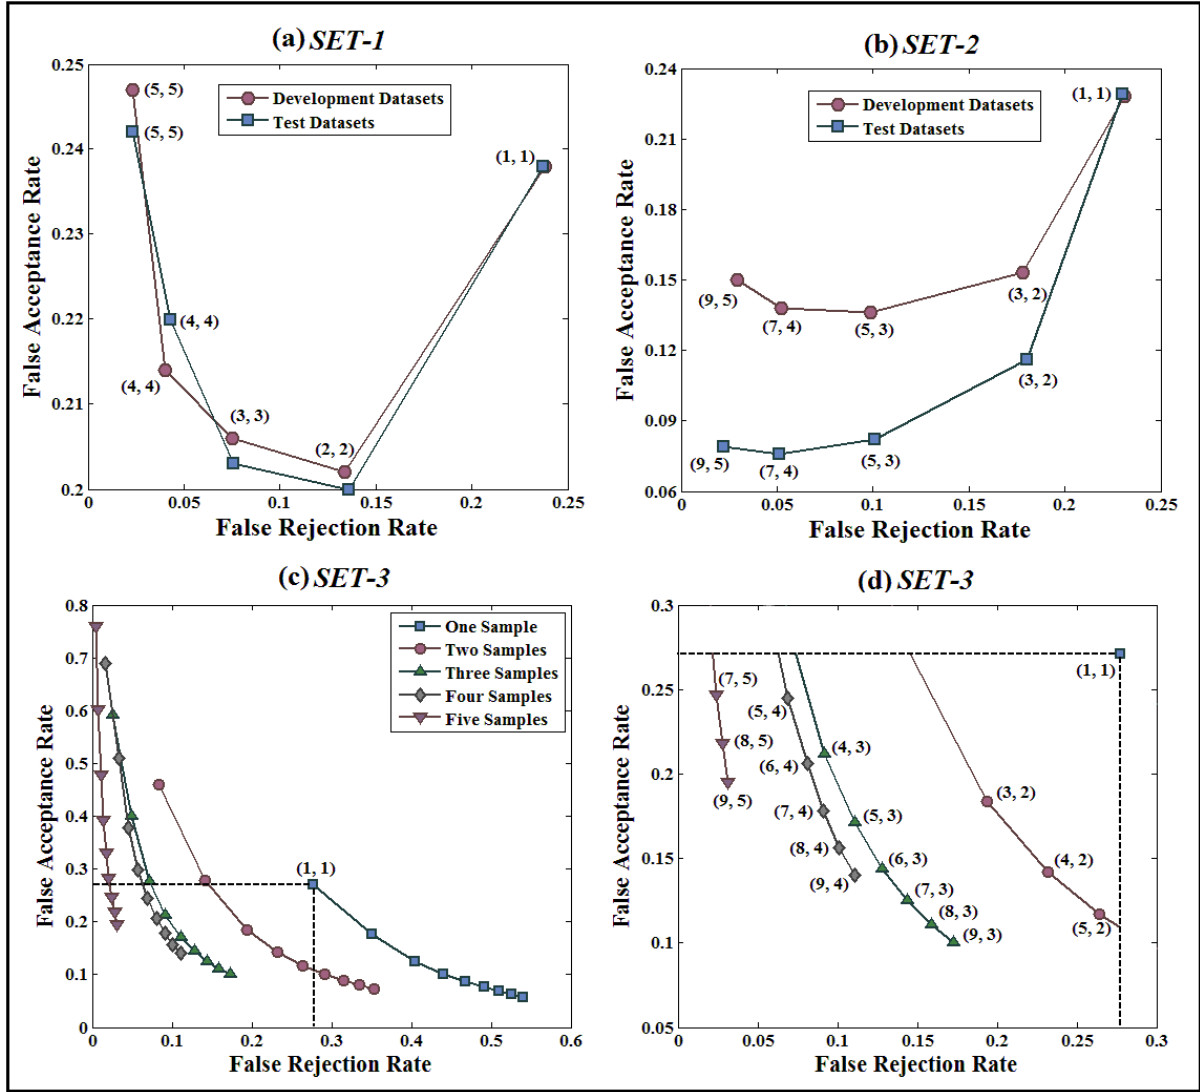 (a) SET-1
0.25
0.24
0.23
0.22
0.21
0.2
False Acceptance Rate
Development Datasets
Test Datasets
(5, 5)
(5, 5)
(1, 1)
(4, 4)
(4, 4)
(3, 3)
(2, 2)
0 0.05 0.1 0.15 0.2 0.25
False Rejection Rate
(b) SET-2
0.24
0.21
0.18
0.15
0.12
0.09
0.06
False Acceptance Rate
Development Datasets
Test Datasets
(1, 1)
(9, 5)
(7, 4)
(5, 3)
(3, 2)
(3, 2)
(9, 5)
(7, 4)
(5, 3)
0 0.05 0.1 0.15 0.2 0.25
False Rejection Rate
(c) SET-3
0.8
0.7
0.6
0.5
0.4
0.3
0.2
0.1
0
False Acceptance Rate
One Sample
Two Samples
Three Samples
Four Samples
Five Samples
(1, 1)
0 0.1 0.2 0.3 0.4 0.5 0.6
False Rejection Rate
(d) SET-3
0.3
0.25
0.2
0.15
0.1
0.05
False Acceptance Rate
(1, 1)
(7, 5)
(8, 5)
(9, 5)
(5, 4)
(6, 4)
(7, 4)
(8, 4)
(9, 4)
(4, 3)
(5, 3)
(6, 3)
(7, 3)
(8, 3)
(9, 3)
(3, 2)
(4, 2)
(5, 2)
0 0.05 0.1 0.15 0.2 0.25 0.3
False Rejection Rate